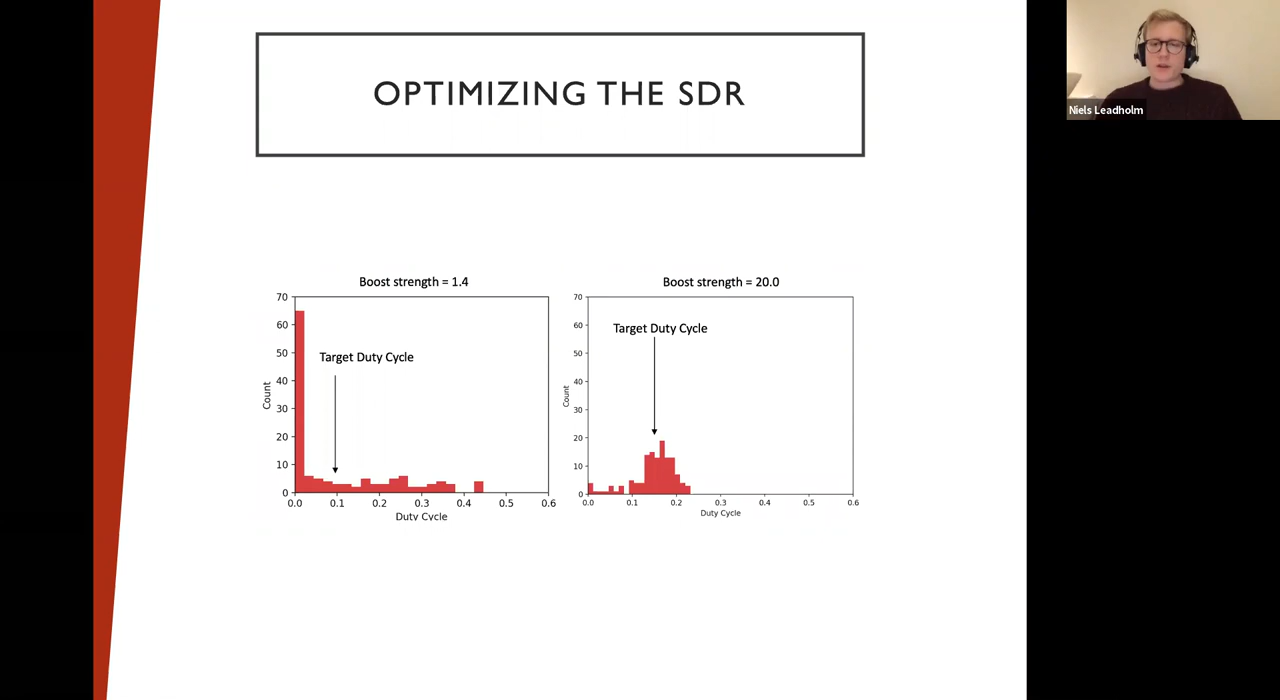 OPTIMIZING THE SDR
Niels Leadholm
Boost strength = 1.4
70
60
50
40
30
20
10
0
Count
Target Duty Cycle
0.0 0.1 0.2 0.3 0.4 0.5 0.6
Duty Cycle
Boost strength = 20.0
70
60
50
40
30
20
10
0
Count
Target Duty Cycle
0.0 0.1 0.2 0.3 0.4 0.5 0.6
Duty Cycle